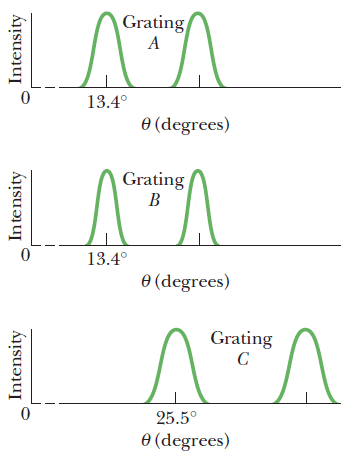 Intensity
Grating
A
0
13.4°
θ (degrees)
Intensity
Grating
B
0
13.4°
θ (degrees)
Intensity
Grating
C
0
25.5°
θ (degrees)